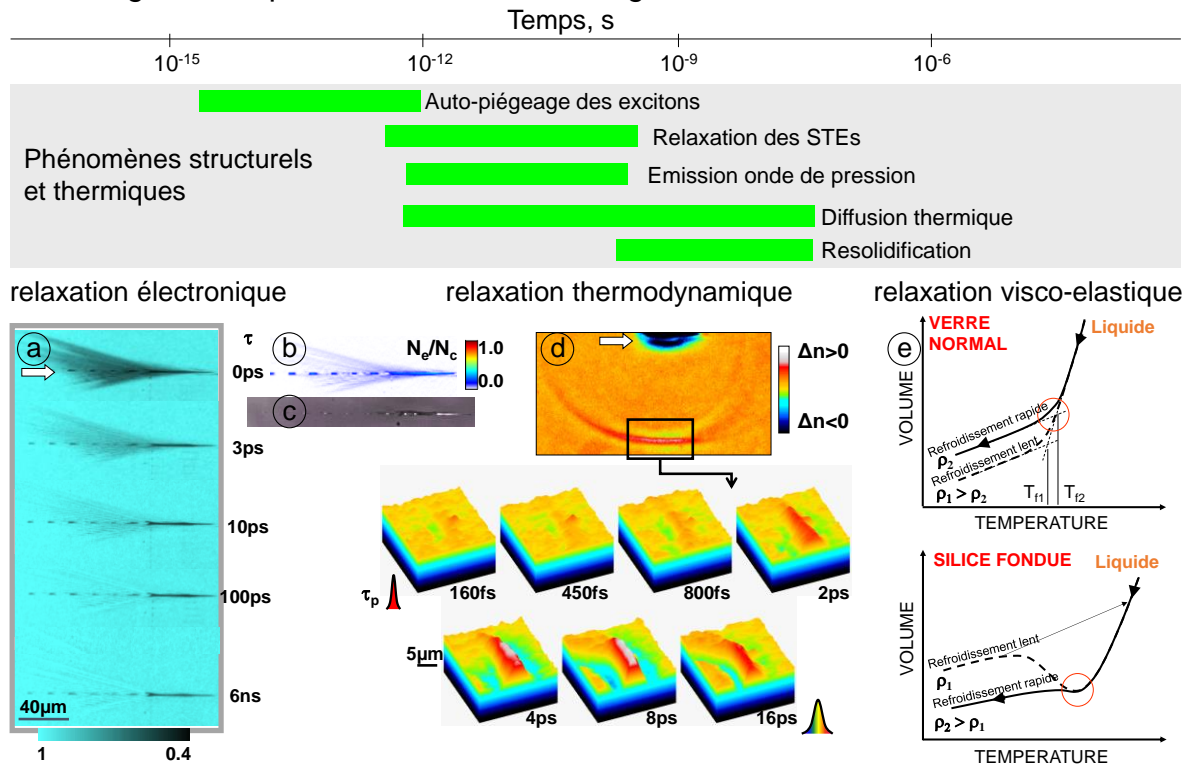 Temps, s
10-15
10-12
10-9
10-6
Auto-piégeage des excitons
Relaxation des STEs
Phénomènes structurels
et thermiques
Emission onde de pression
Diffusion thermique
Resolidification
relaxation électronique
relaxation thermodynamique
relaxation visco-elastique
a
τ
0ps
3ps
10ps
100ps
6ns
40µm
1
0.4
b
Ne/Nc
1.0
0.0
c
d
Δn>0
Δn<0
160fs
450fs
800fs
2ps
τp
5µm
4ps
8ps
16ps
e
VERRE
NORMAL
Liquide
VOLUME
Refroidissement rapide
ρ2
Refroidissement lent
ρ1 > ρ2
Tf1
Tf2
TEMPERATURE
SILICE FONDUE
Liquide
VOLUME
Refroidissement lent
ρ1
Refroidissement rapide
ρ2 > ρ1
TEMPERATURE